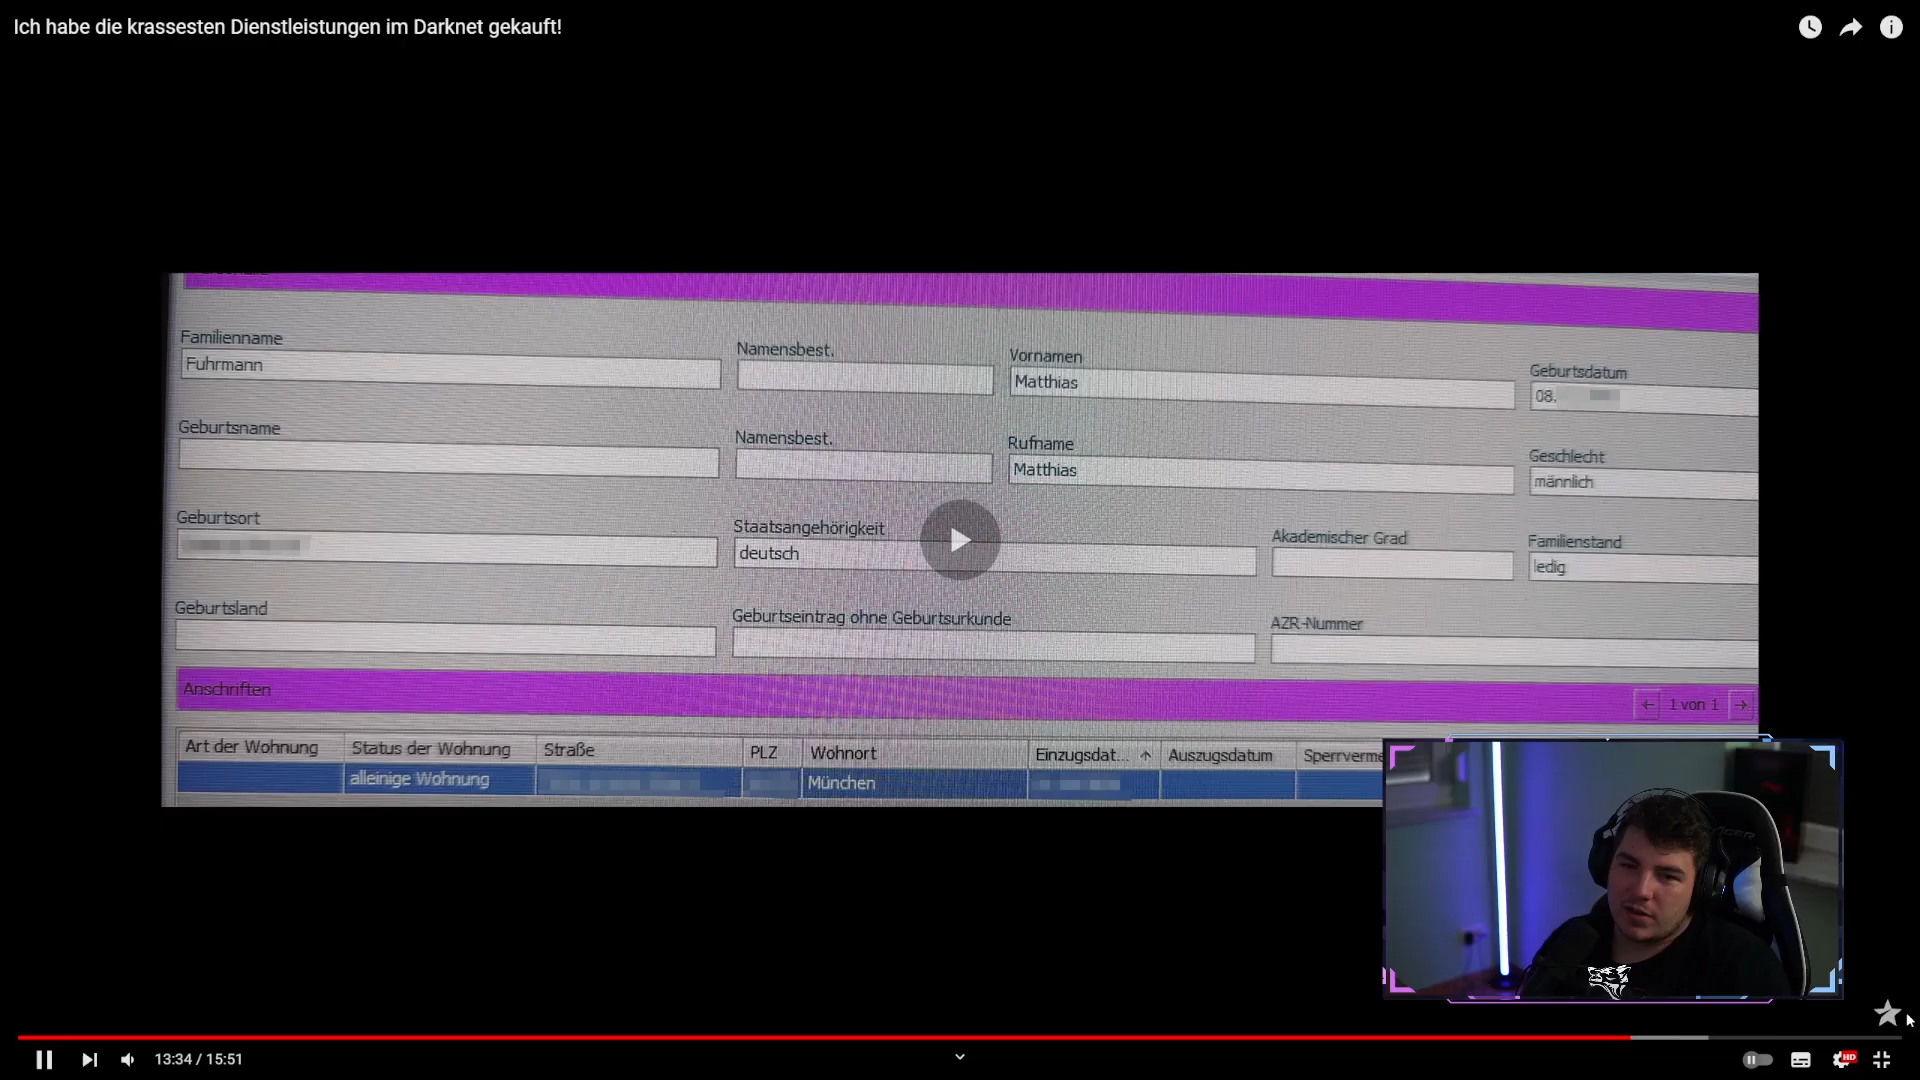 Ich habe die krassesten Dienstleistungen im Darknet gekauft!
Familienname
Fuhrmann
Namensbest.
Vornamen
Matthias
Geburtsdatum
08.
Geburtsname
Namensbest.
Rufname
Matthias
Geschlecht
männlich
Geburtsort
Staatsangehörigkeit
deutsch
Akademischer Grad
Familienstand
ledig
Geburtsland
Geburtseintrag ohne Geburtsurkunde
AZR-Nummer
Anschriften
← 1 von 1 →
Art der Wohnung Status der Wohnung Straße PLZ Wohnort Einzugsdat... Auszugsdatum Sperrverme
alleinige Wohnung München
13:34 / 15:51
HD